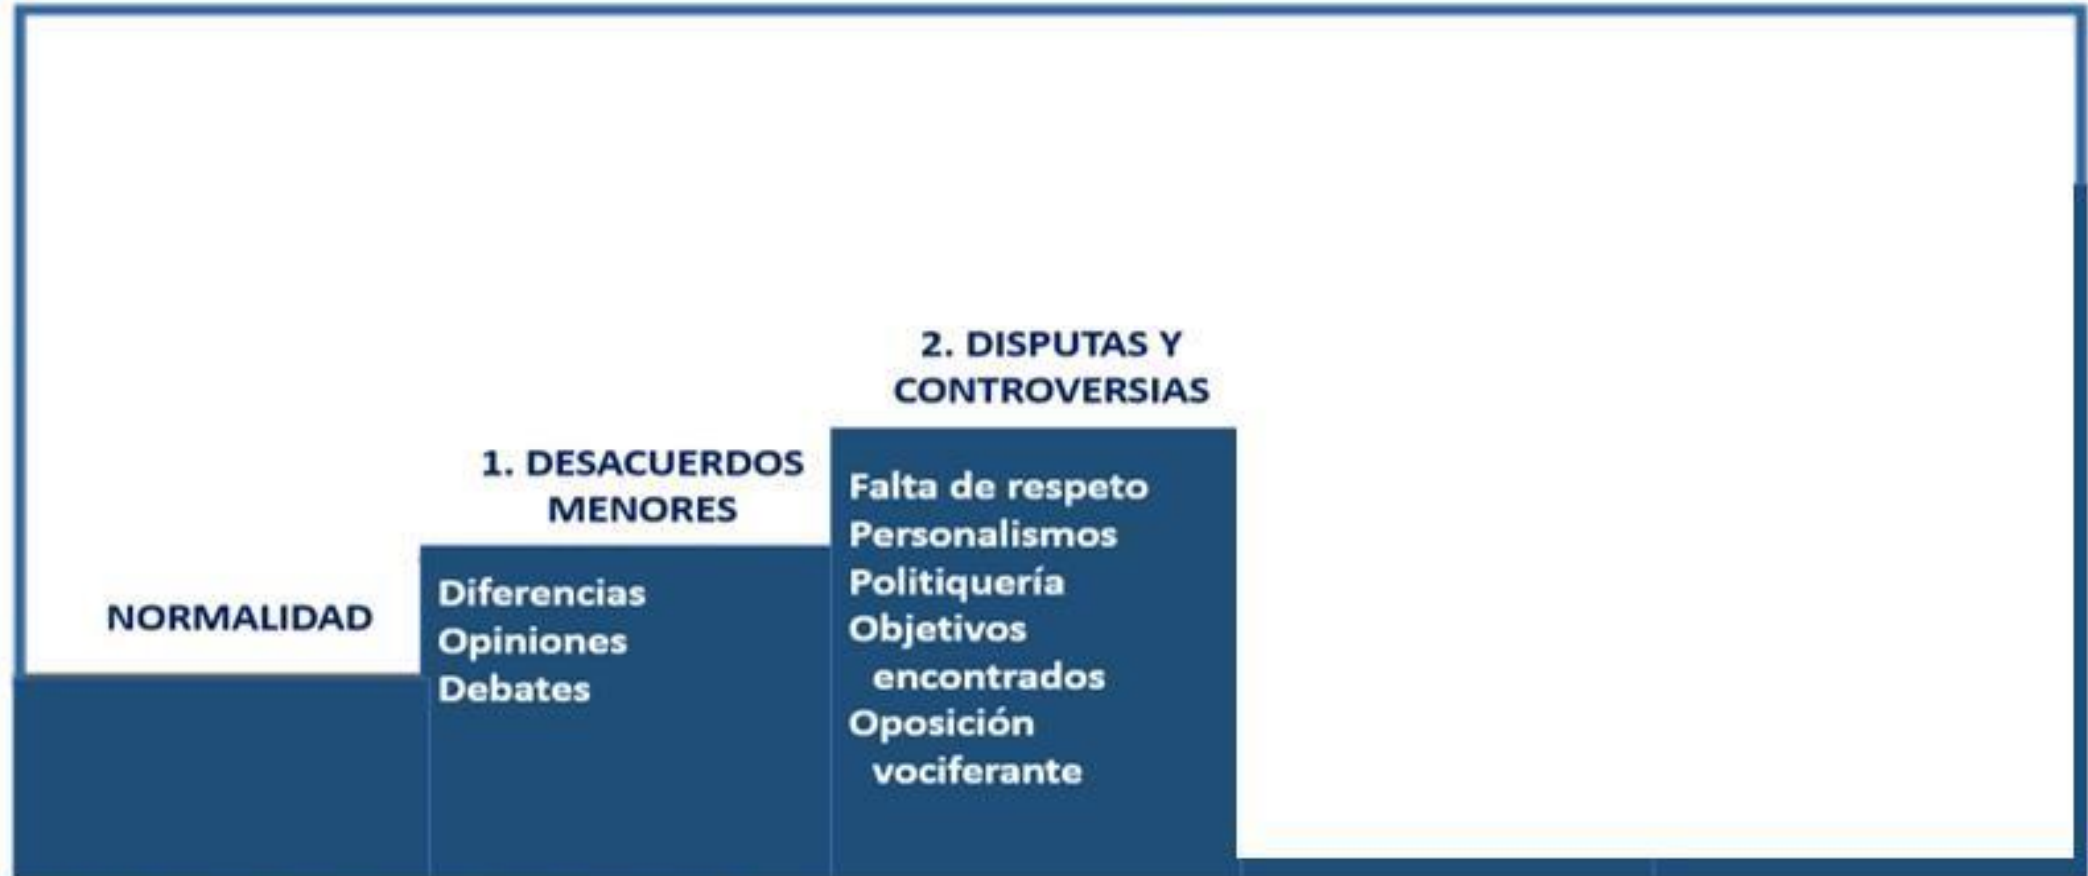 NORMALIDAD
1. DESACUERDOS
MENORES
Diferencias
Opiniones
Debates
2. DISPUTAS Y
CONTROVERSIAS
Falta de respeto
Personalismos
Politiquería
Objetivos
encontrados
Oposición
vociferante